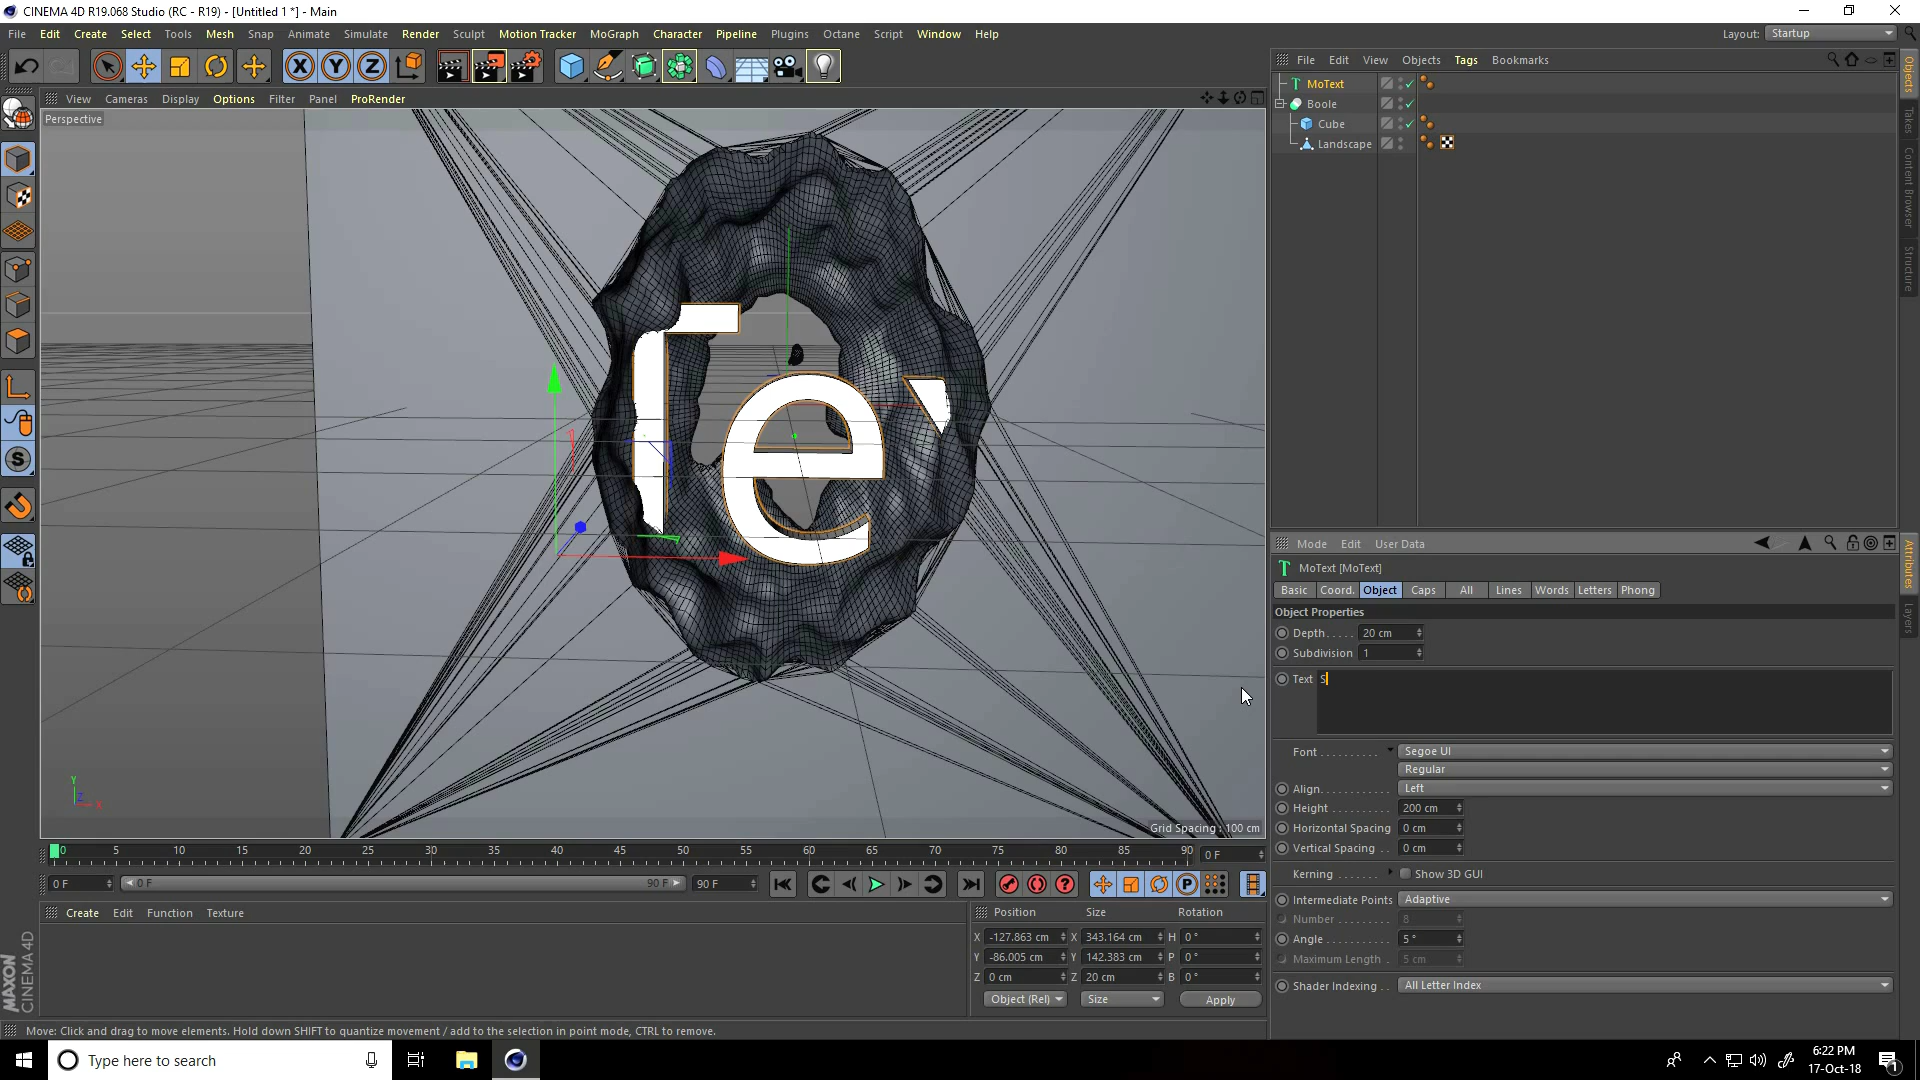 CINEMA 4D R19.068 Studio (RC - R19) - [Untitled 1 *] - Main
File Edit Create Select Tools Mesh Snap Animate Simulate Render Sculpt Motion Tracker MoGraph Character Pipeline Plugins Octane Script Window Help
Layout: Startup
File Edit View Objects Tags Bookmarks
View Cameras Display Options Filter Panel ProRender
Perspective
MoText
Boole
Cube
Landscape
Objects
Takes
Content Browser
Structure
Te
Y
X
Grid Spacing : 100 cm
Mode Edit User Data
MoText [MoText]
Basic Coord. Object Caps All Lines Words Letters Phong
Object Properties
Depth..... 20 cm
Subdivision 1
Text S
Font.......... Segoe UI
Regular
Align........... Left
Height.......... 200 cm
Horizontal Spacing 0 cm
Vertical Spacing .. 0 cm
Kerning ....... Show 3D GUI
Intermediate Points Adaptive
Number.......... 8
Angle............ 5 °
Maximum Length . 5 cm
Shader Indexing . . All Letter Index
Attributes
Layers
0 5 10 15 20 25 30 35 40 45 50 55 60 65 70 75 80 85 90 0 F
0 F 0 F 90 F 90 F
Create Edit Function Texture
Position Size Rotation
X -127.863 cm X 343.164 cm H 0 °
Y -86.005 cm Y 142.383 cm P 0 °
Z 0 cm Z 20 cm B 0 °
Object (Rel) Size Apply
MAXON
CINEMA 4D
Move: Click and drag to move elements. Hold down SHIFT to quantize movement / add to the selection in point mode, CTRL to remove.
Type here to search
6:22 PM
17-Oct-18
1